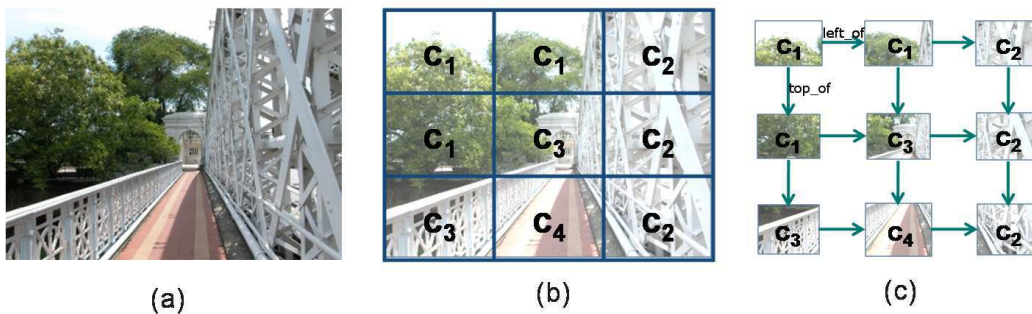 C1 C1 C2
C1 C3 C2
C3 C4 C2
C1 left_of C1 C2
top_of
C1 C3 C2
C3 C4 C2
(a) (b) (c)